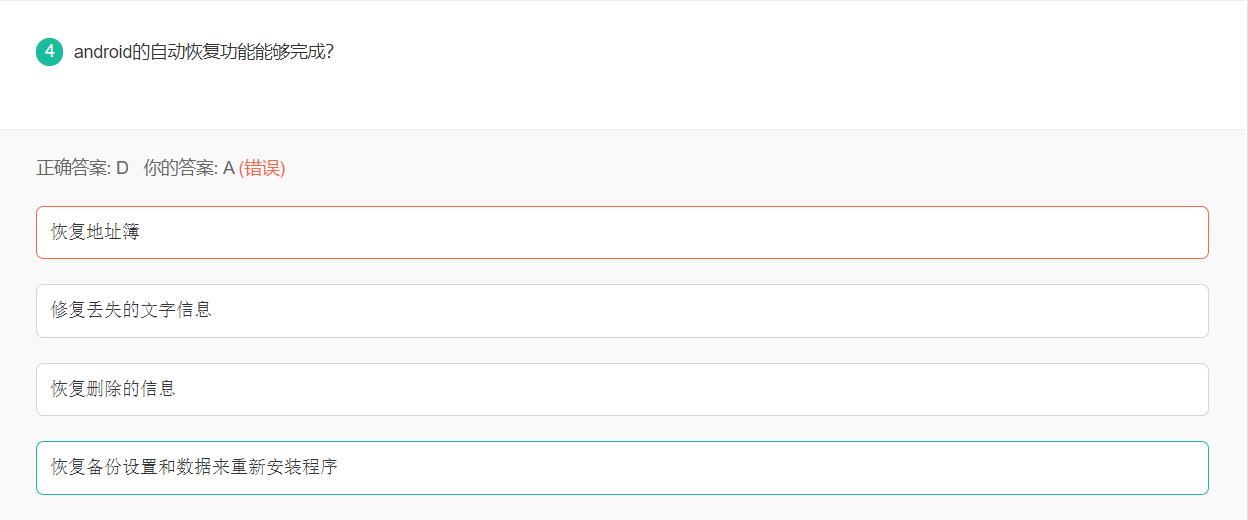 4 android的自动恢复功能能够完成?
正确答案: D 你的答案: A (错误)
恢复地址簿
修复丢失的文字信息
恢复删除的信息
恢复备份设置和数据来重新安装程序